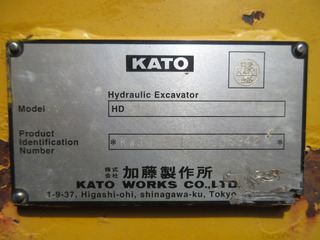 KATO
Hydraulic Excavator
Model HD
Product
Identification
Number
株式会社 加藤製作所
KATO WORKS CO.,LTD.
1-9-37, Higashi-ohi, shinagawa-ku, Tokyo